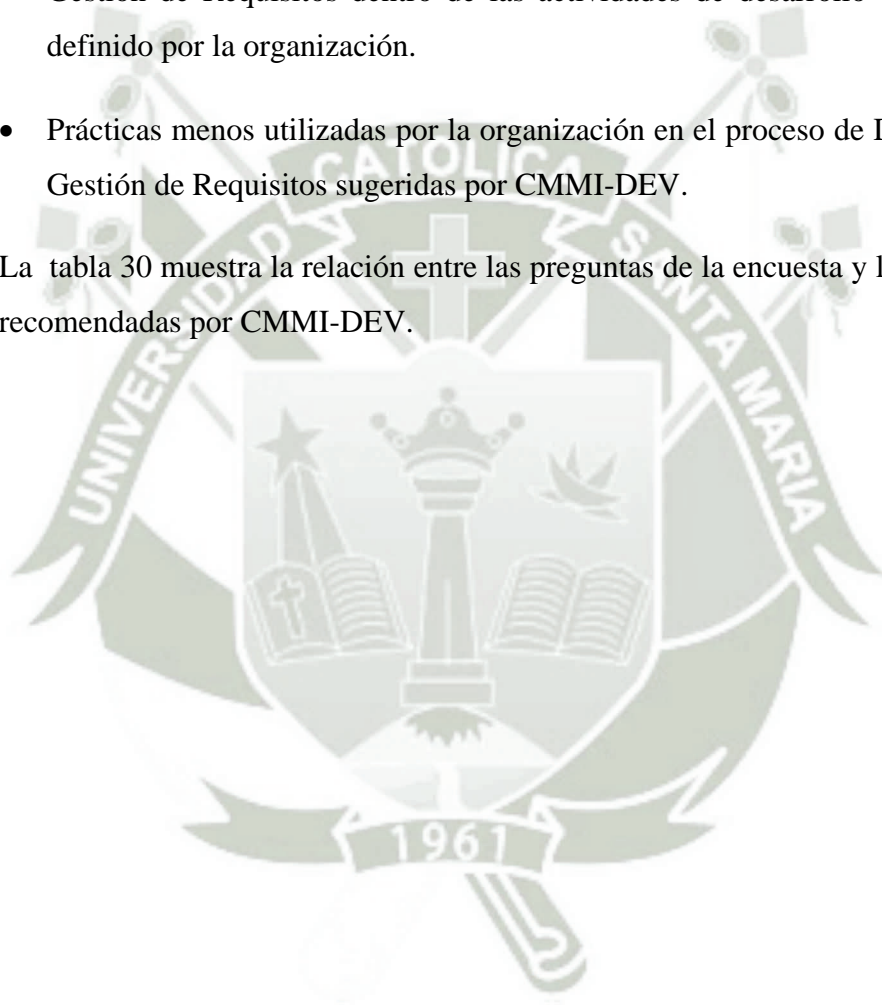 Gestión de Requisitos dentro de las actividades de desarrollo
definido por la organización.
• Prácticas menos utilizadas por la organización en el proceso de
Gestión de Requisitos sugeridas por CMMI-DEV.
La tabla 30 muestra la relación entre las preguntas de la encuesta y
recomendadas por CMMI-DEV.
UNIVERSIDAD CATOLICA SANTA MARIA
1961